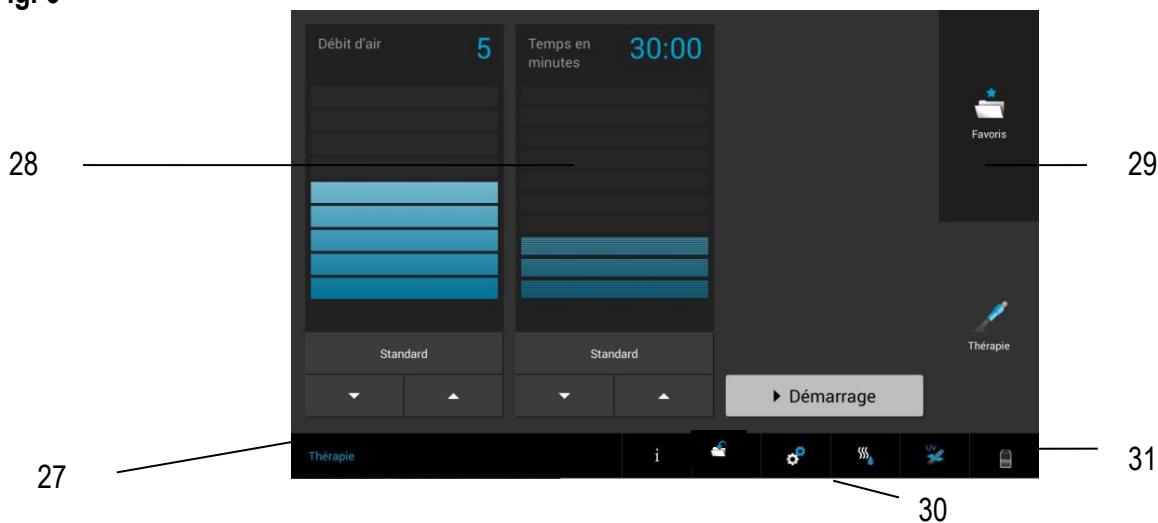 Débit d'air
5
Temps en
minutes
30:00
Favoris
28
29
Standard
Standard
Thérapie
Démarrage
Thérapie
i
UV
27
31
30